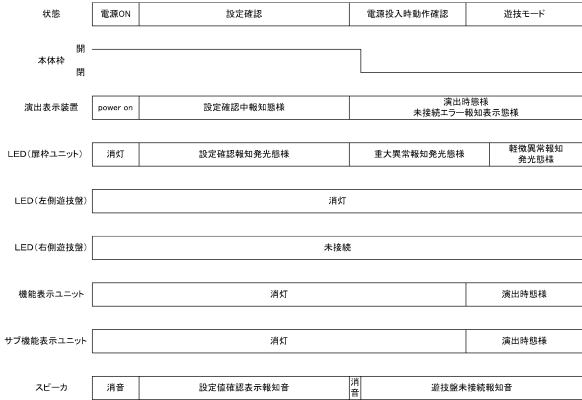 状態 電源ON 設定確認 電源投入時動作確認 遊技モード
開
本体枠
閉
演出表示装置 power on 設定確認中報知態様 演出時態様
未接続エラー報知表示態様
LED(扉枠ユニット) 消灯 設定確認報知発光態様 重大異常報知発光態様 軽微異常報知
発光態様
LED(左側遊技盤) 消灯
LED(右側遊技盤) 未接続
機能表示ユニット 消灯 演出時態様
サブ機能表示ユニット 消灯 演出時態様
スピーカ 消音 設定値確認表示報知音 消音 遊技盤未接続報知音